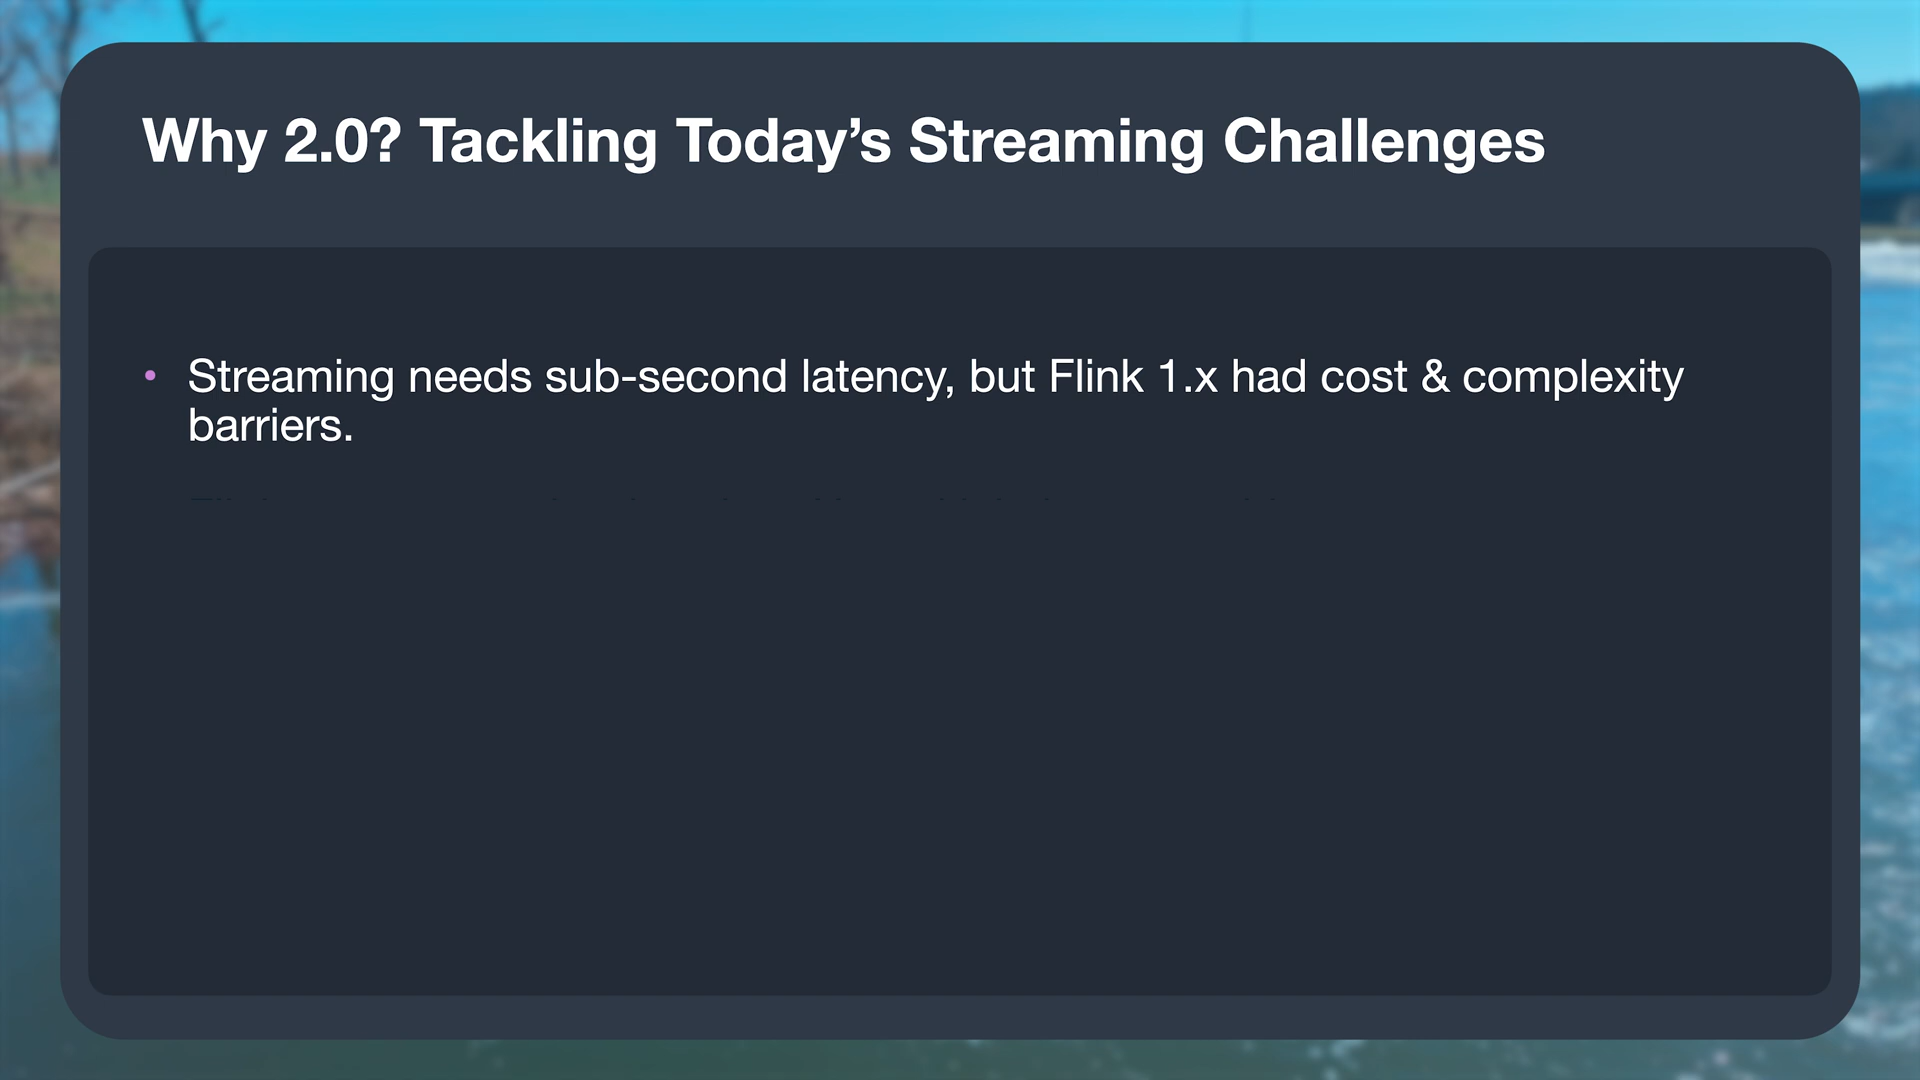 Why 2.0? Tackling Today’s Streaming Challenges
• Streaming needs sub-second latency, but Flink 1.x had cost & complexity
barriers.